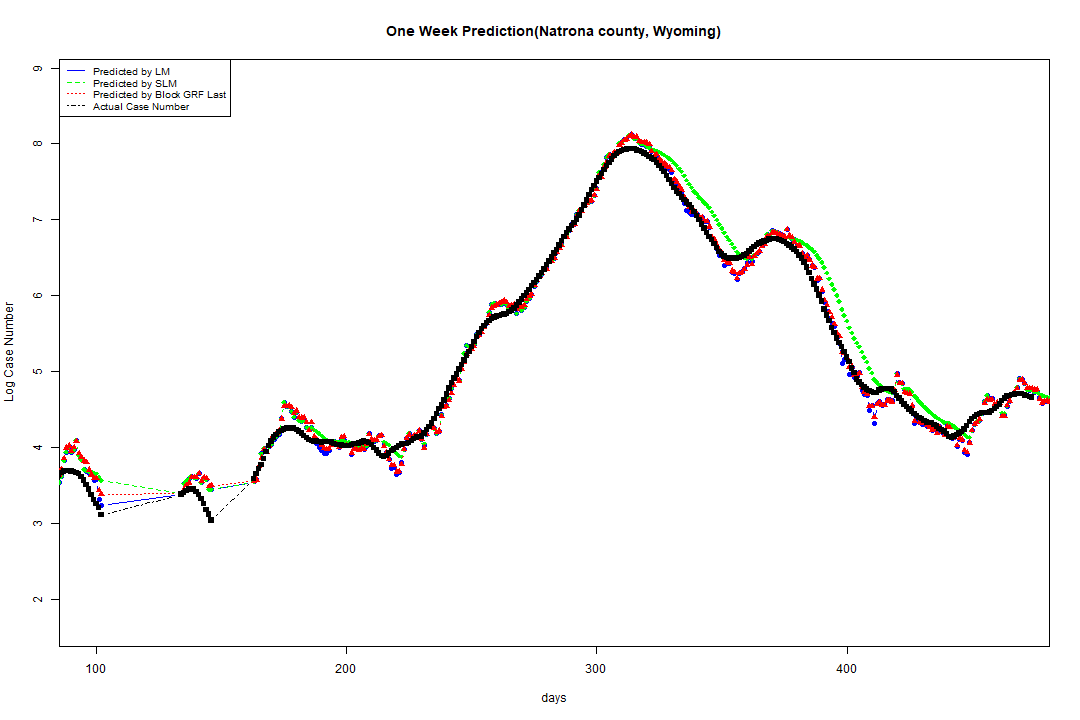 One Week Prediction(Natrona county, Wyoming)
Predicted by LM
Predicted by SLM
Predicted by Block GRF Last
Actual Case Number
9
8
7
6
5
4
3
2
Log Case Number
100 200 300 400
days